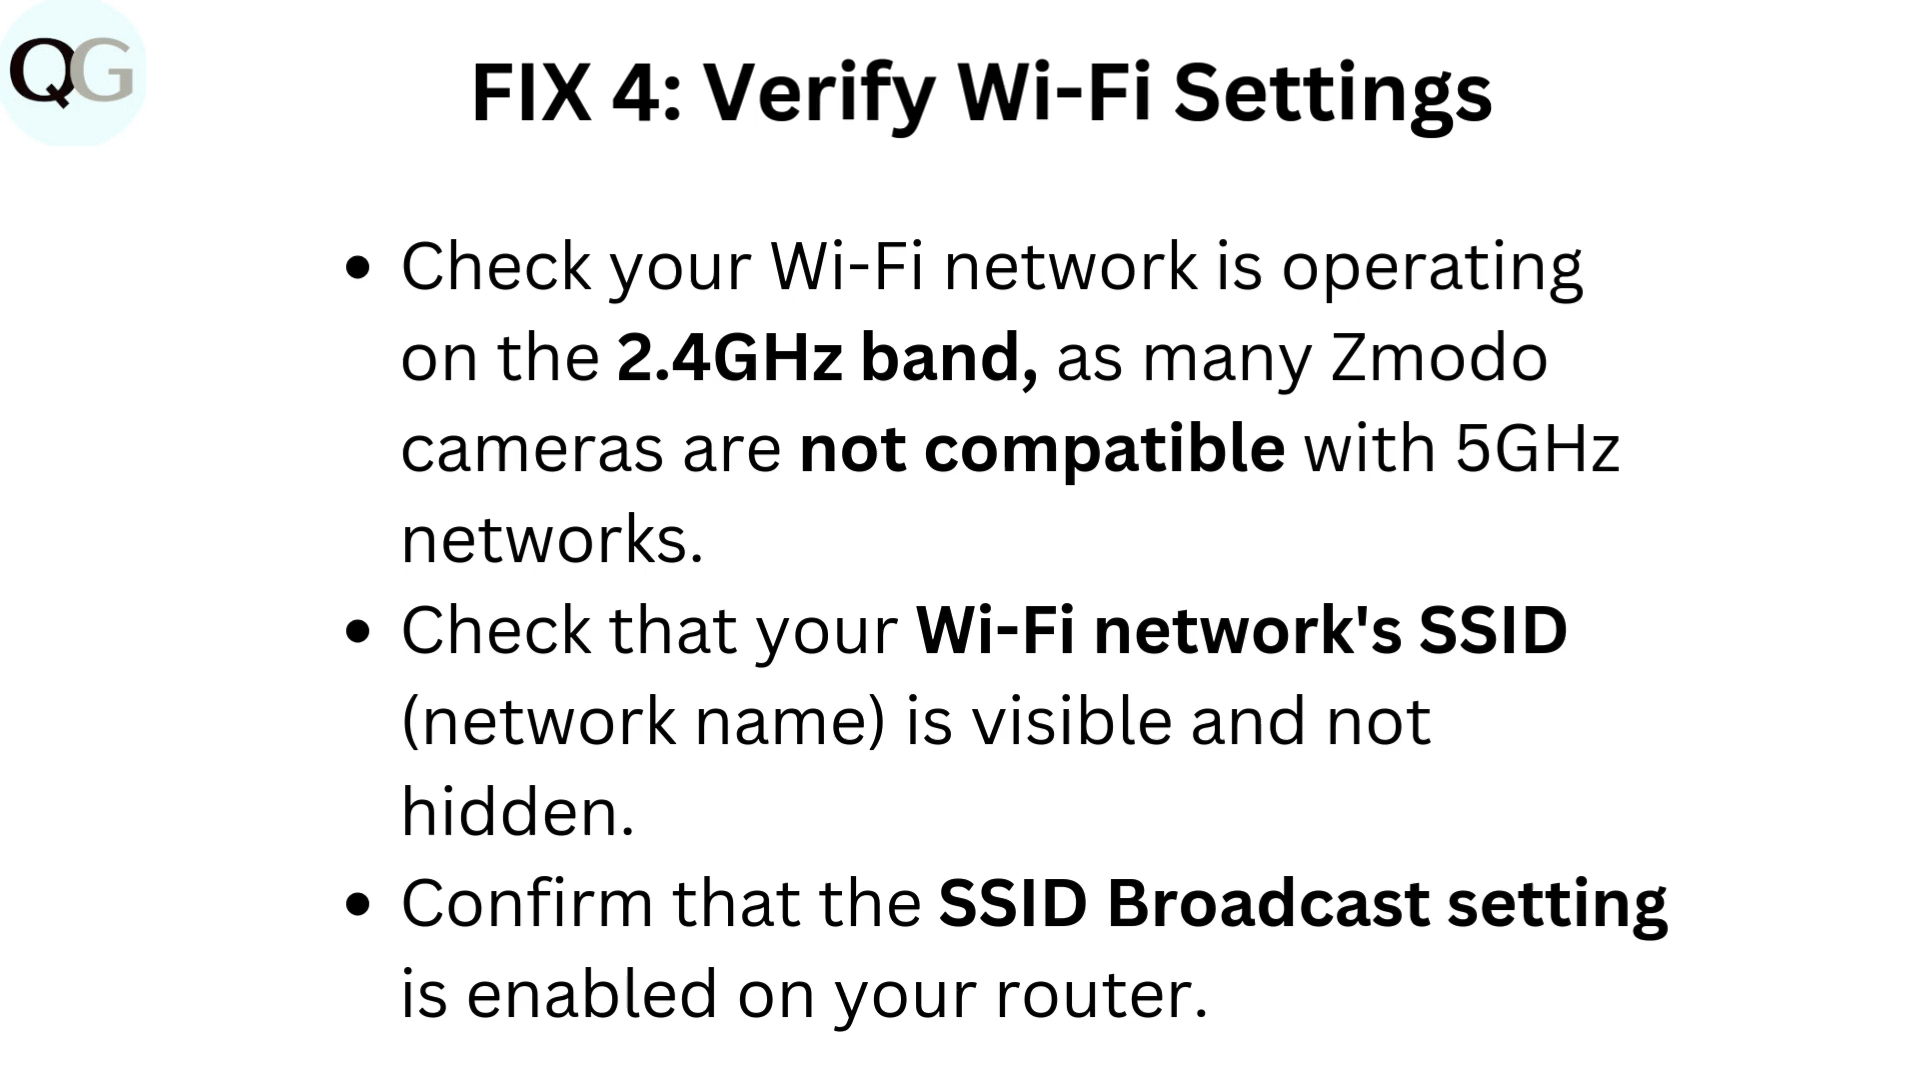 QG
FIX 4: Verify Wi-Fi Settings
• Check your Wi-Fi network is operating
on the 2.4GHz band, as many Zmodo
cameras are not compatible with 5GHz
networks.
• Check that your Wi-Fi network's SSID
(network name) is visible and not
hidden.
• Confirm that the SSID Broadcast setting
is enabled on your router.